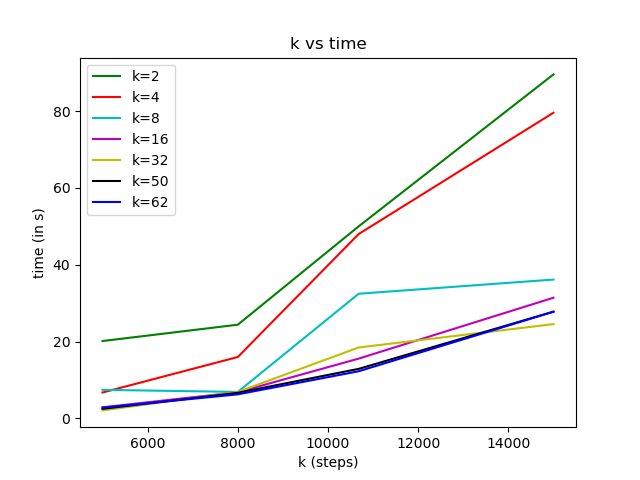 k vs time
k=2
k=4
k=8
k=16
k=32
k=50
k=62
time (in s)
80
60
40
20
0
6000 8000 10000 12000 14000
k (steps)